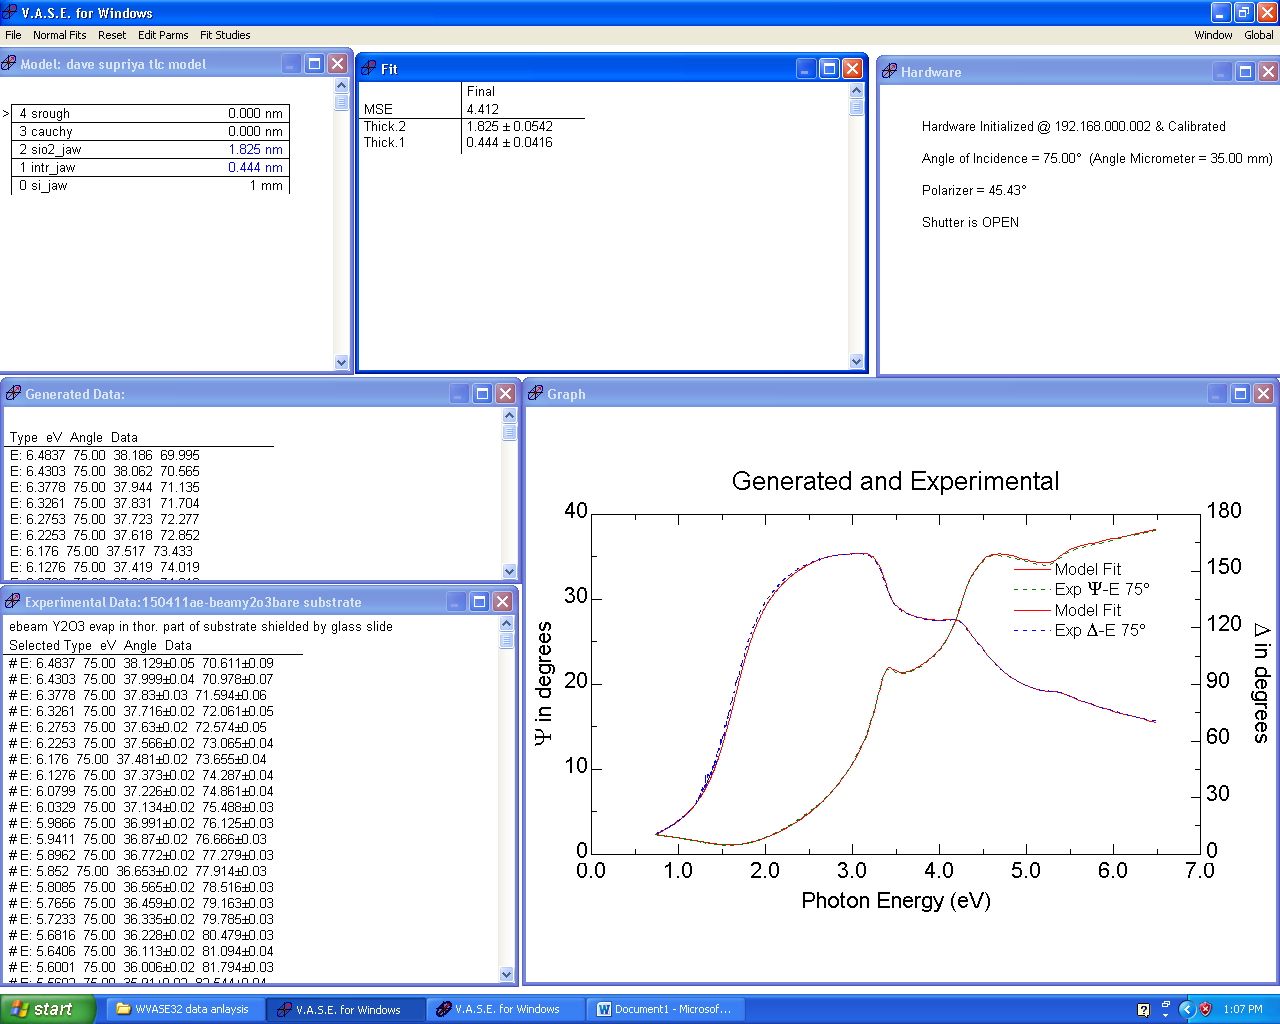 V.A.S.E. for Windows
File Normal Fits Reset Edit Parms Fit Studies Window Global
Model: dave supriya tlc model
> 4 srough 0.000 nm
3 cauchy 0.000 nm
2 sio2_jaw 1.825 nm
1 intr_jaw 0.444 nm
0 si_jaw 1 mm
Fit
Final
MSE 4.412
Thick.2 1.825 ± 0.0542
Thick.1 0.444 ± 0.0416
Hardware
Hardware Initialized @ 192.168.000.002 & Calibrated
Angle of Incidence = 75.00° (Angle Micrometer = 35.00 mm)
Polarizer = 45.43°
Shutter is OPEN
Generated Data:
Type eV Angle Data
E: 6.4837 75.00 38.186 69.995
E: 6.4303 75.00 38.062 70.565
E: 6.3778 75.00 37.944 71.135
E: 6.3261 75.00 37.831 71.704
E: 6.2753 75.00 37.723 72.277
E: 6.2253 75.00 37.618 72.852
E: 6.176 75.00 37.517 73.433
E: 6.1276 75.00 37.419 74.019
Experimental Data:150411ae-beamy2o3bare substrate
ebeam Y2O3 evap in thor. part of substrate shielded by glass slide
Selected Type eV Angle Data
# E: 6.4837 75.00 38.129±0.05 70.611±0.09
# E: 6.4303 75.00 37.999±0.04 70.978±0.07
# E: 6.3778 75.00 37.83±0.03 71.594±0.06
# E: 6.3261 75.00 37.716±0.02 72.061±0.05
# E: 6.2753 75.00 37.63±0.02 72.574±0.05
# E: 6.2253 75.00 37.566±0.02 73.065±0.04
# E: 6.176 75.00 37.481±0.02 73.655±0.04
# E: 6.1276 75.00 37.373±0.02 74.287±0.04
# E: 6.0799 75.00 37.226±0.02 74.861±0.04
# E: 6.0329 75.00 37.134±0.02 75.488±0.03
# E: 5.9866 75.00 36.991±0.02 76.125±0.03
# E: 5.9411 75.00 36.87±0.02 76.666±0.03
# E: 5.8962 75.00 36.772±0.02 77.279±0.03
# E: 5.852 75.00 36.653±0.02 77.914±0.03
# E: 5.8085 75.00 36.565±0.02 78.516±0.03
# E: 5.7656 75.00 36.459±0.02 79.163±0.03
# E: 5.7233 75.00 36.335±0.02 79.785±0.03
# E: 5.6816 75.00 36.228±0.02 80.479±0.03
# E: 5.6406 75.00 36.113±0.02 81.094±0.04
# E: 5.6001 75.00 36.006±0.02 81.794±0.03
Graph
Generated and Experimental
40
30
20
10
0
Ψ in degrees
180
150
120
90
60
30
0
Δ in degrees
Model Fit
Exp Ψ-E 75°
Model Fit
Exp Δ-E 75°
0.0 1.0 2.0 3.0 4.0 5.0 6.0 7.0
Photon Energy (eV)
start WVASE32 data anlaysis V.A.S.E. for Windows V.A.S.E. for Windows Document1 - Microsof... 1:07 PM